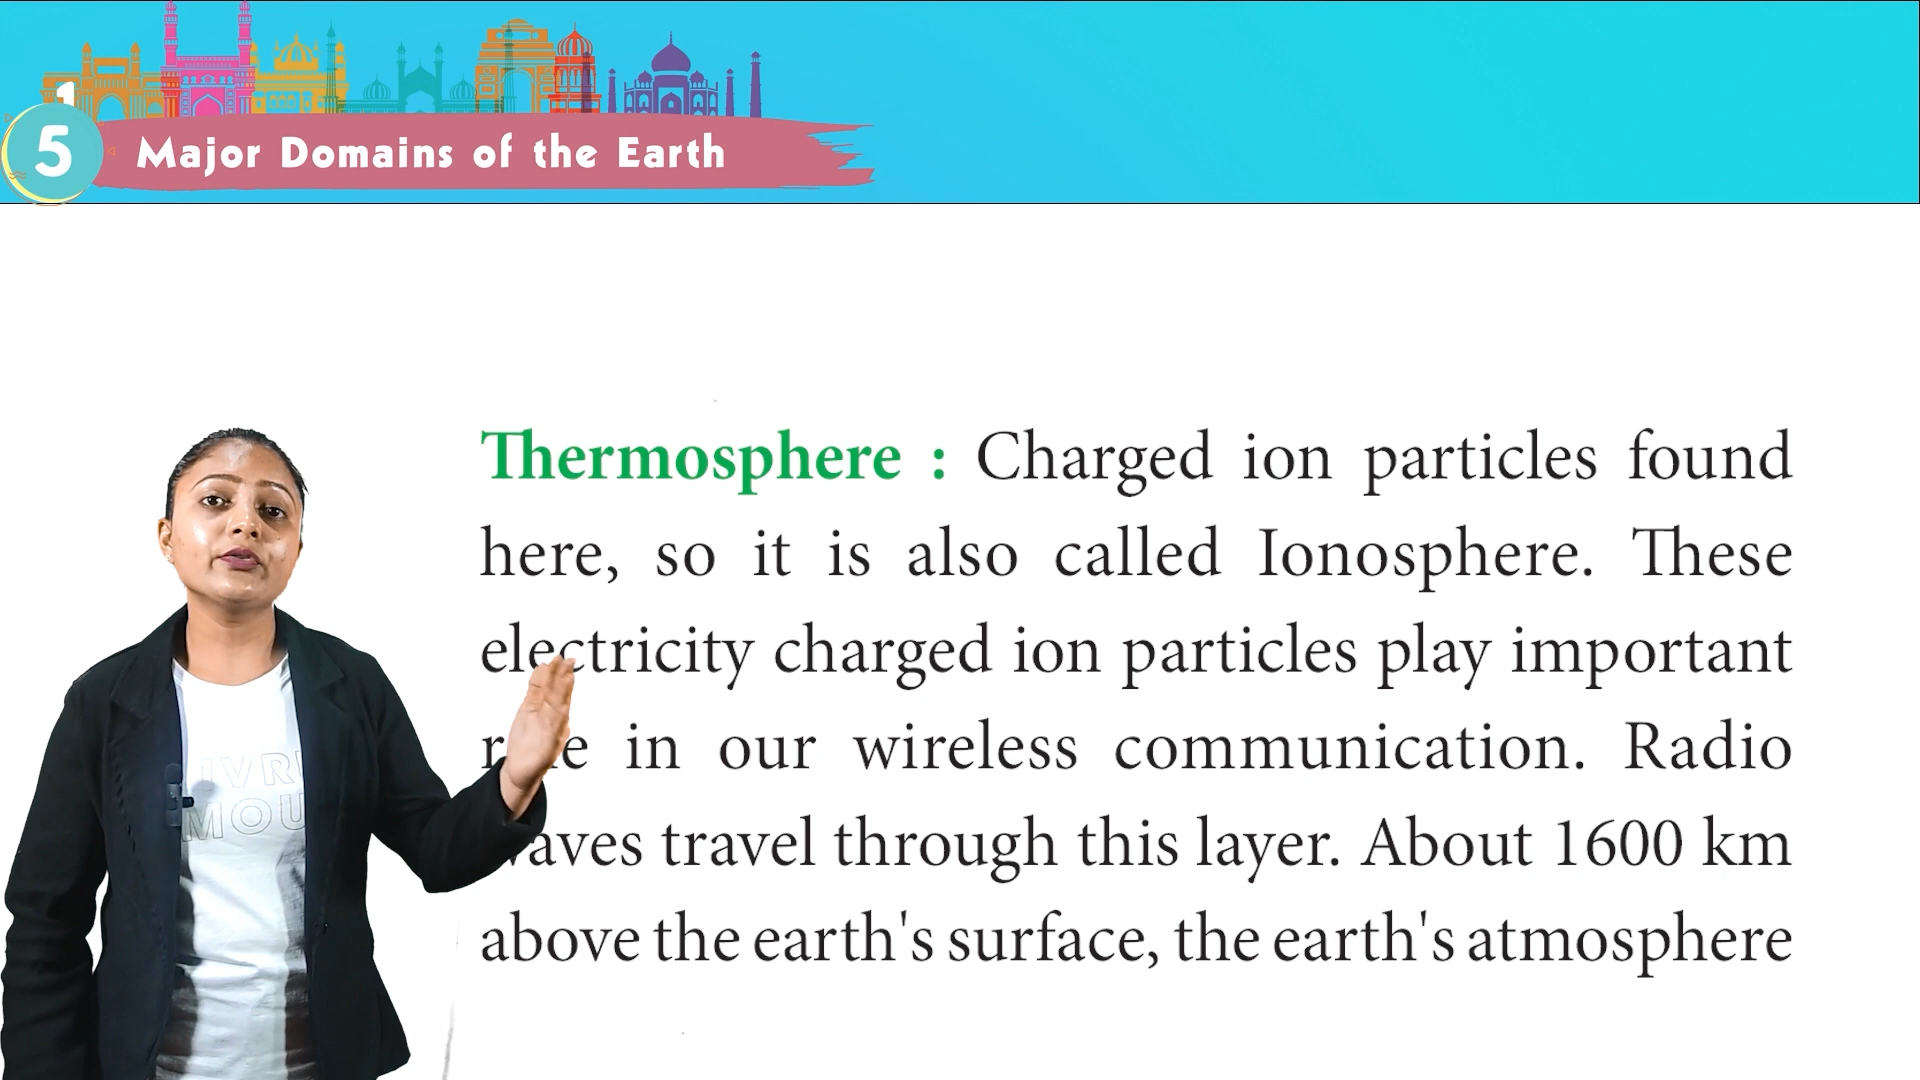 1
5
Major Domains of the Earth
Thermosphere : Charged ion particles found
here, so it is also called Ionosphere. These
electricity charged ion particles play important
in our wireless communication. Radio
travel through this layer. About 1600 km
above the earth's surface, the earth's atmosphere